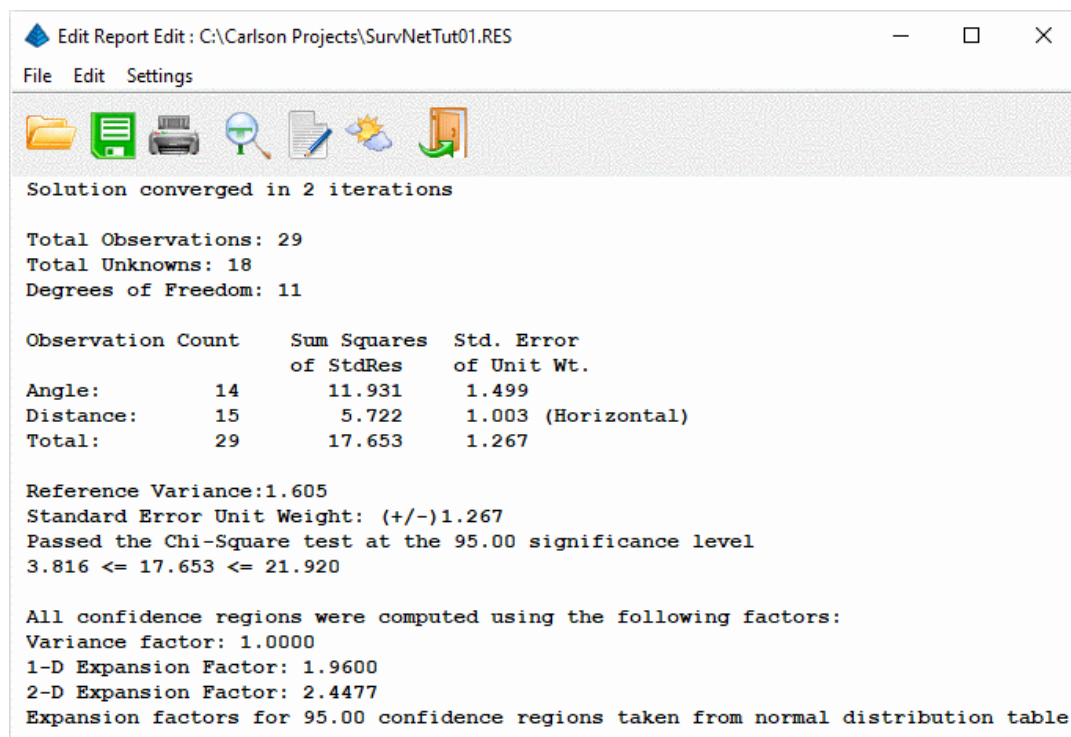 Edit Report Edit : C:\Carlson Projects\SurvNetTut01.RES
File Edit Settings
Solution converged in 2 iterations
Total Observations: 29
Total Unknowns: 18
Degrees of Freedom: 11
Observation Count Sum Squares Std. Error
of StdRes of Unit Wt.
Angle: 14 11.931 1.499
Distance: 15 5.722 1.003 (Horizontal)
Total: 29 17.653 1.267
Reference Variance:1.605
Standard Error Unit Weight: (+/-)1.267
Passed the Chi-Square test at the 95.00 significance level
3.816 <= 17.653 <= 21.920
All confidence regions were computed using the following factors:
Variance factor: 1.0000
1-D Expansion Factor: 1.9600
2-D Expansion Factor: 2.4477
Expansion factors for 95.00 confidence regions taken from normal distribution table